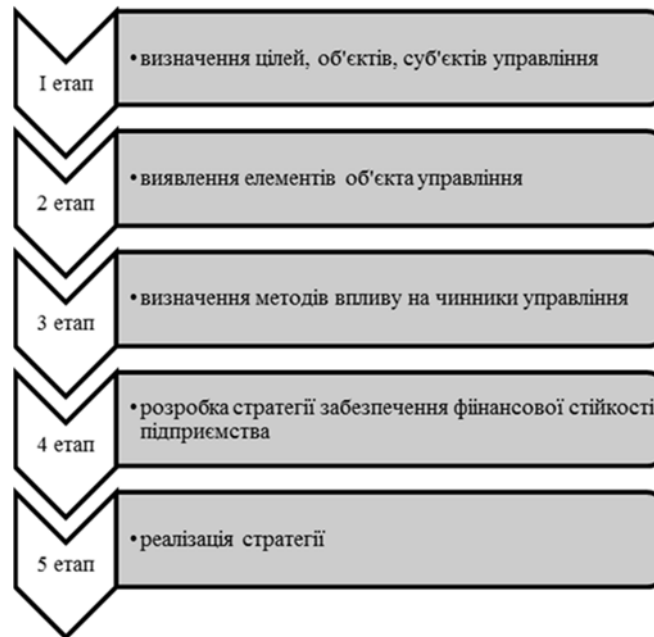 I етап
•визначення цілей, об'єктів, суб'єктів управління
2 етап
•виявлення елементів об'єкта управління
3 етап
•визначення методів впливу на чинники управління
4 етап
•розробка стратегії забезпечення фіінансової стійкості
підприємства
5 етап
•реалізація стратегії